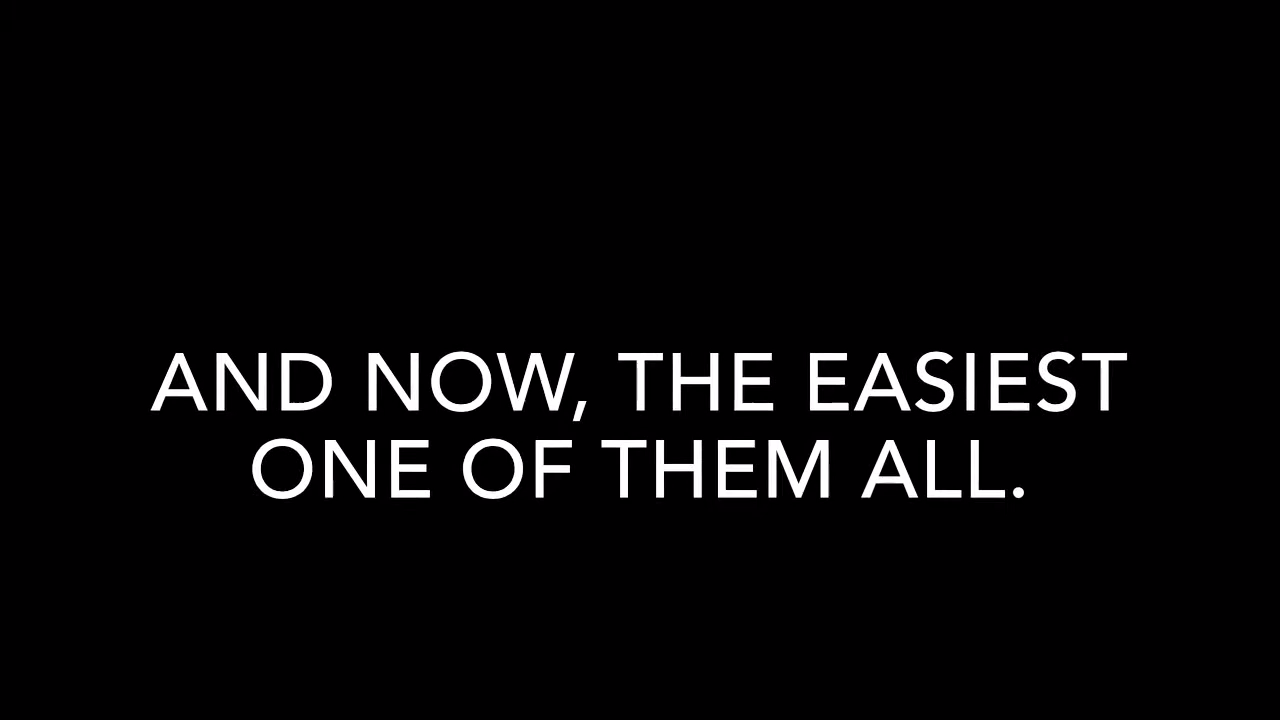 AND NOW, THE EASIEST
ONE OF THEM ALL.